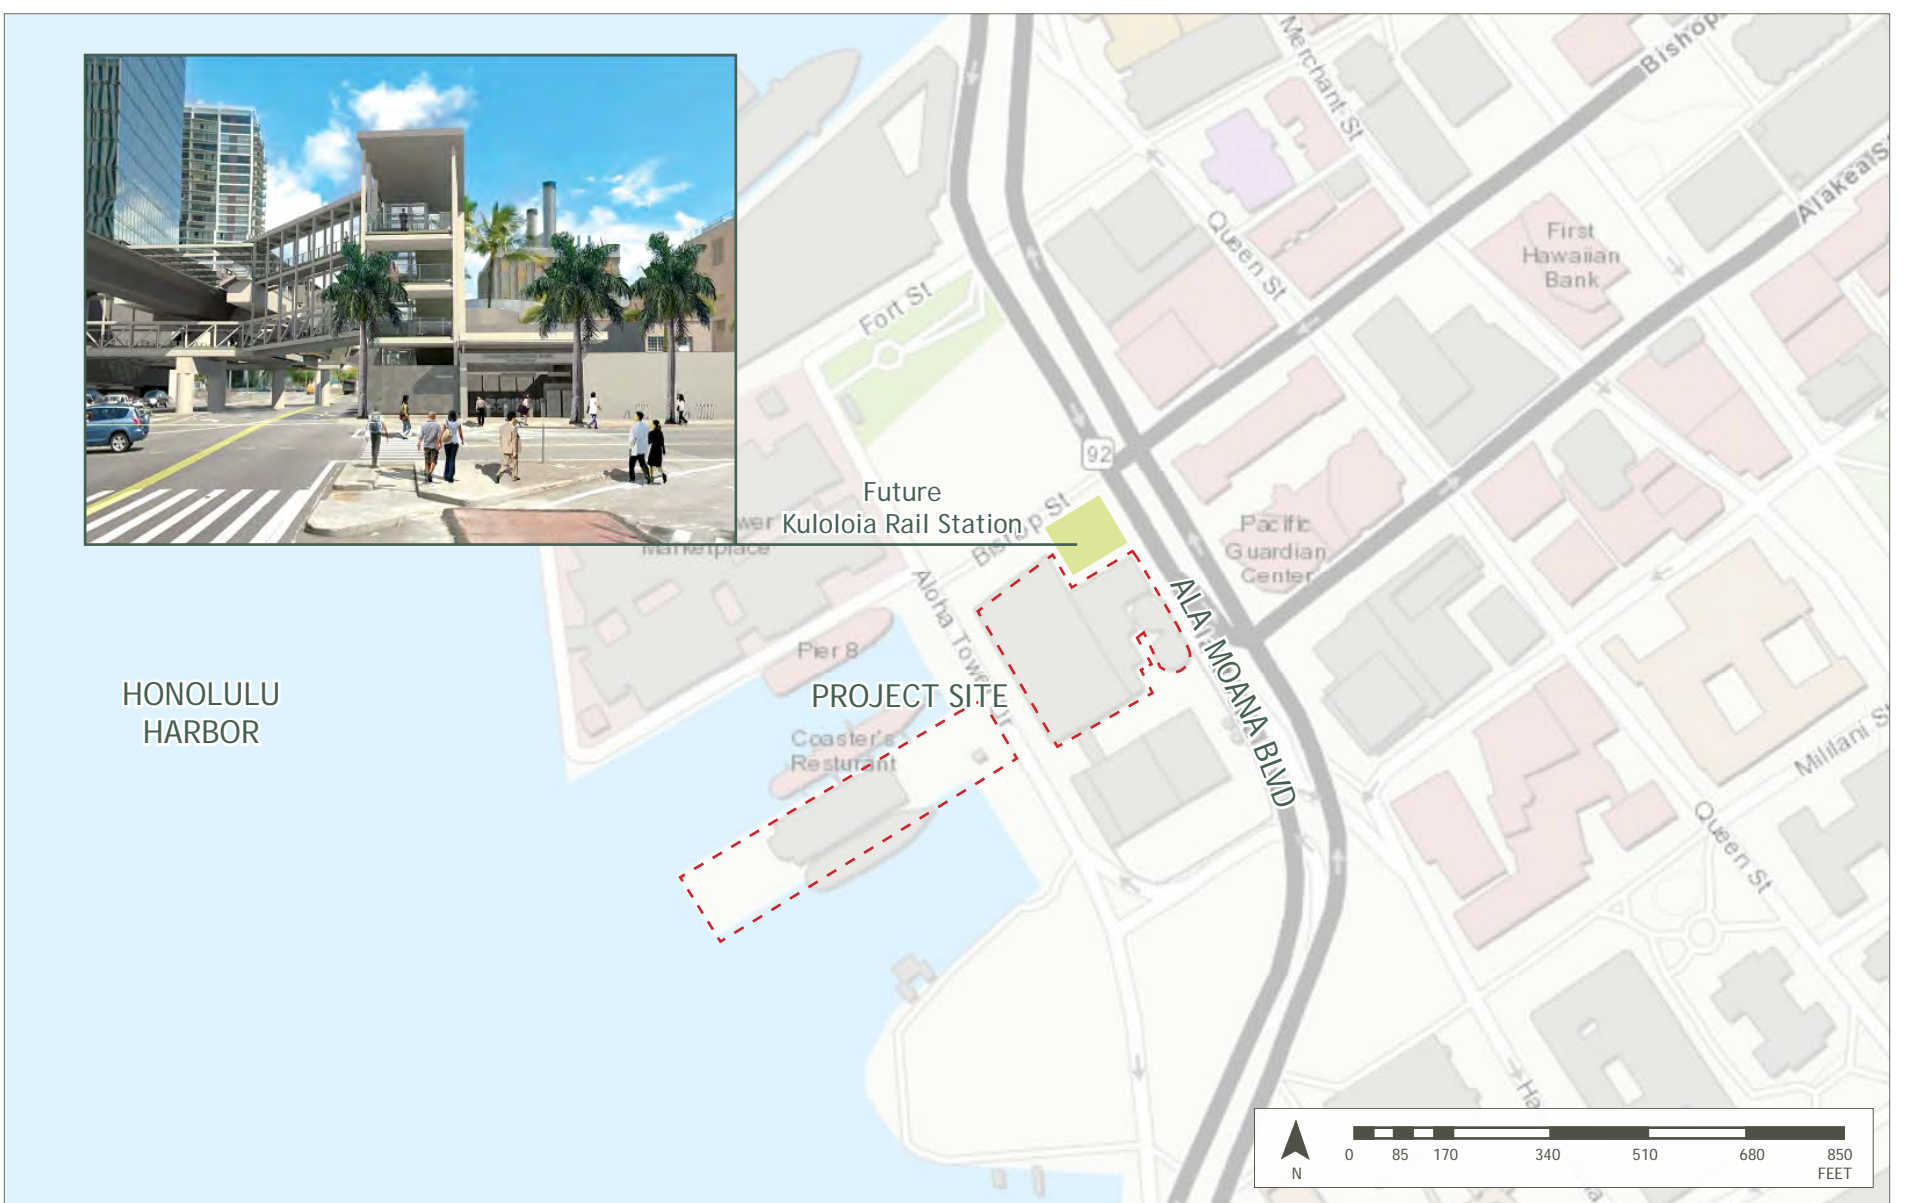 HONOLULU
HARBOR
Future
Kuloloia Rail Station
PROJECT SITE
ALA MOANA BLVD
Merchant St
Bishop
Alakea St
Queen St
First
Hawaiian
Bank
Fort St
92
Bishop St
Pacific
Guardian
Center
Marketplace
Aloha Tower Dr
Pier 8
Coaster's
Resturant
Mililani St
Queen St
N
0 85 170 340 510 680 850
FEET